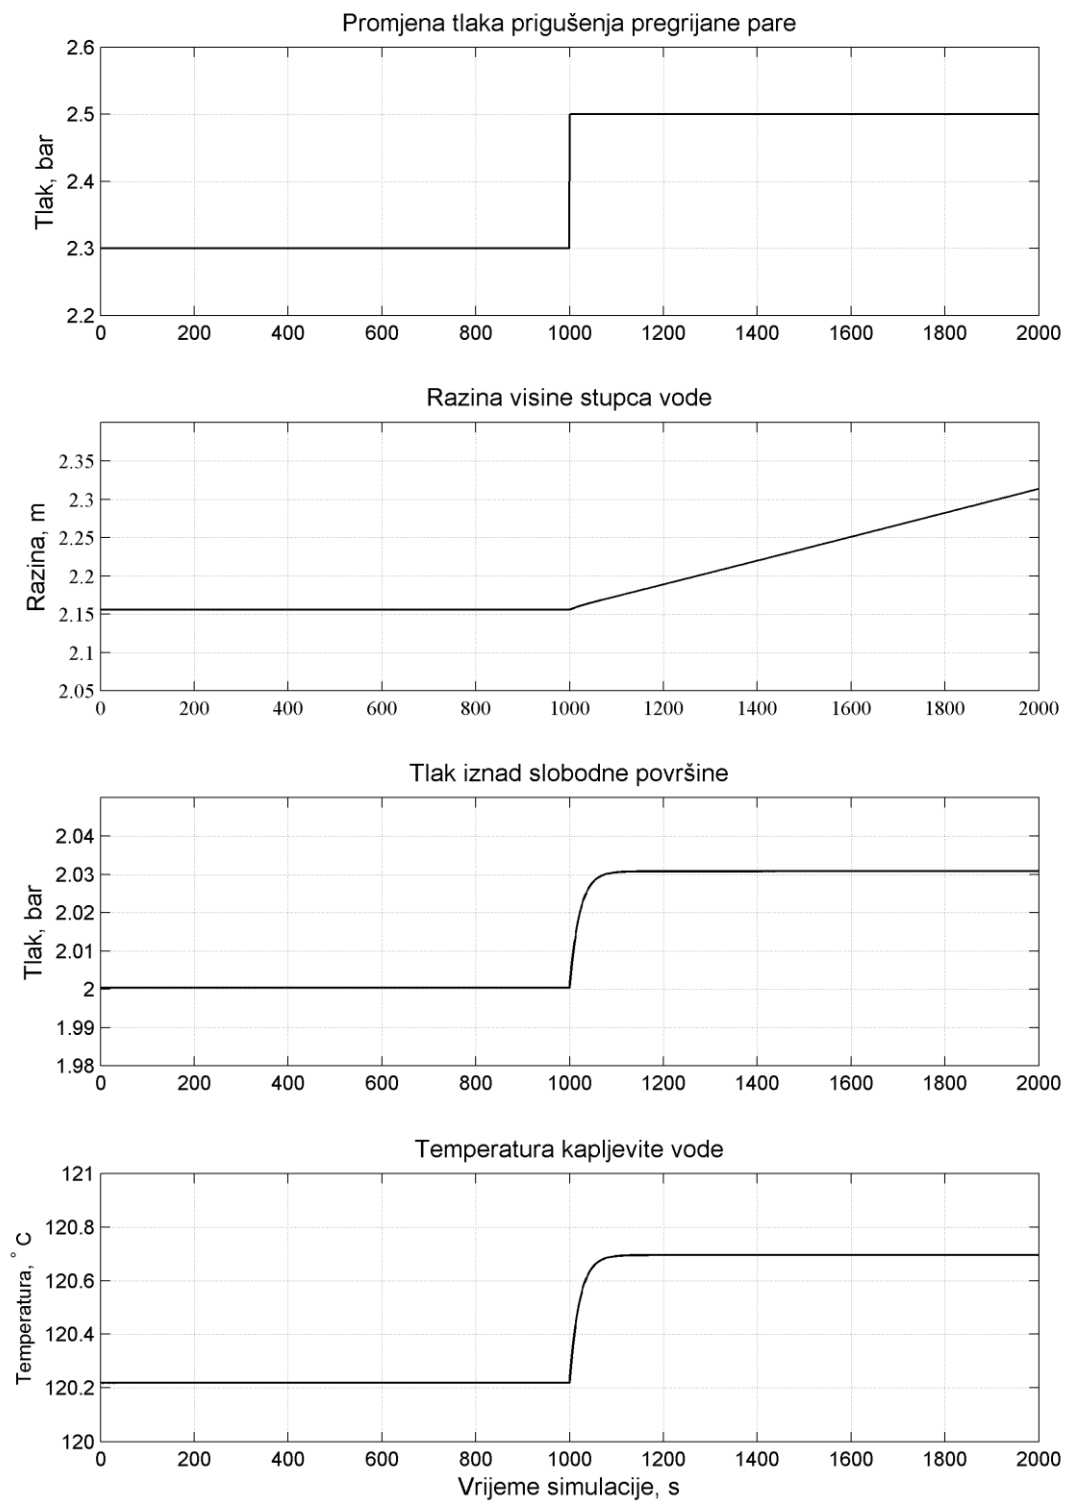 Promjena tlaka prigušenja pregrijane pare
2.6
2.5
2.4
2.3
2.2
Tlak, bar
0 200 400 600 800 1000 1200 1400 1600 1800 2000
Razina visine stupca vode
2.35
2.3
2.25
2.2
2.15
2.1
2.05
Razina, m
0 200 400 600 800 1000 1200 1400 1600 1800 2000
Tlak iznad slobodne površine
2.04
2.03
2.02
2.01
2
1.99
1.98
Tlak, bar
0 200 400 600 800 1000 1200 1400 1600 1800 2000
Temperatura kapljevite vode
121
120.8
120.6
120.4
120.2
120
Temperatura, °C
0 200 400 600 800 1000 1200 1400 1600 1800 2000
Vrijeme simulacije, s